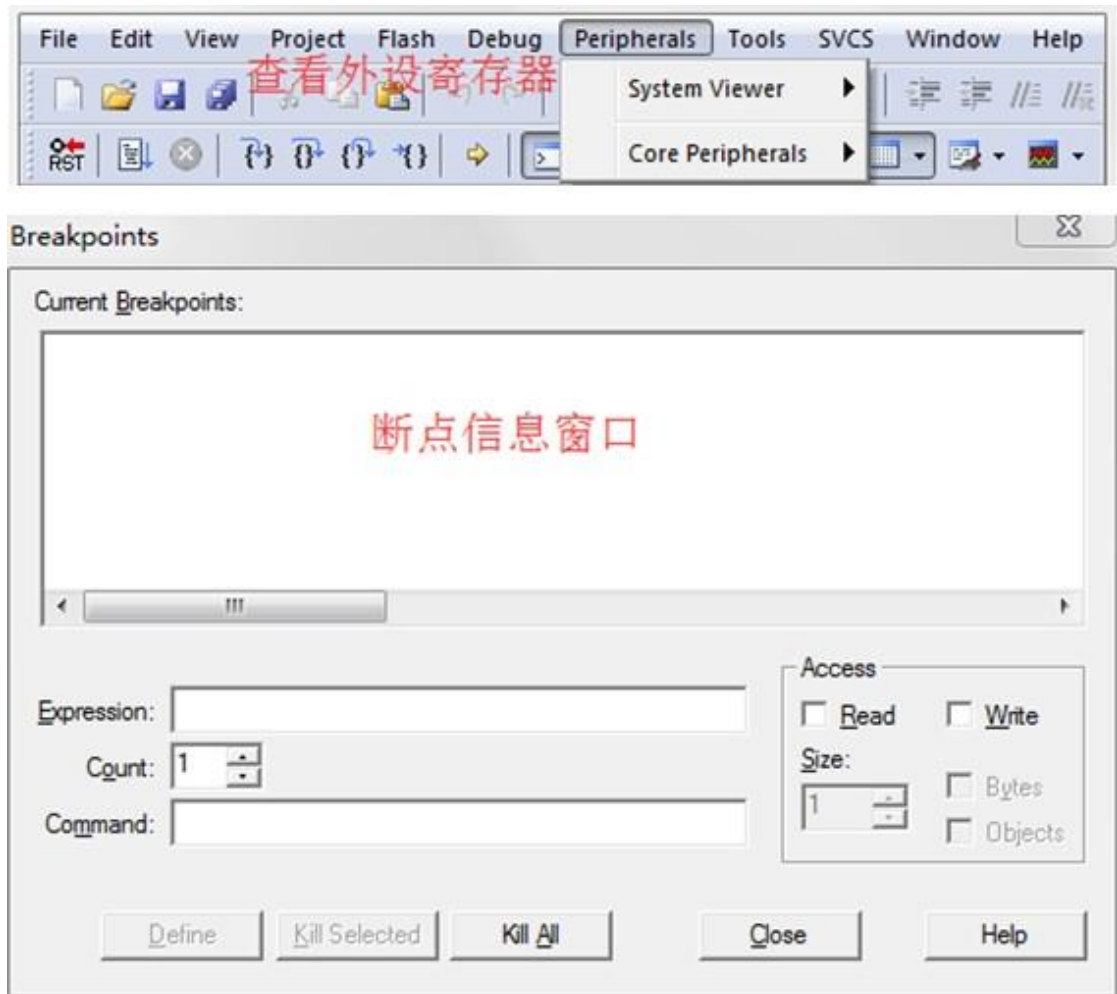 File Edit View Project Flash Debug Peripherals Tools SVCS Window Help
查看外设寄存器
System Viewer
RST
Core Peripherals
Breakpoints
Current Breakpoints:
断点信息窗口
Access
Expression:
Read Write
Count: 1
Size:
1
Bytes
Command:
Objects
Define Kill Selected Kill All Close Help